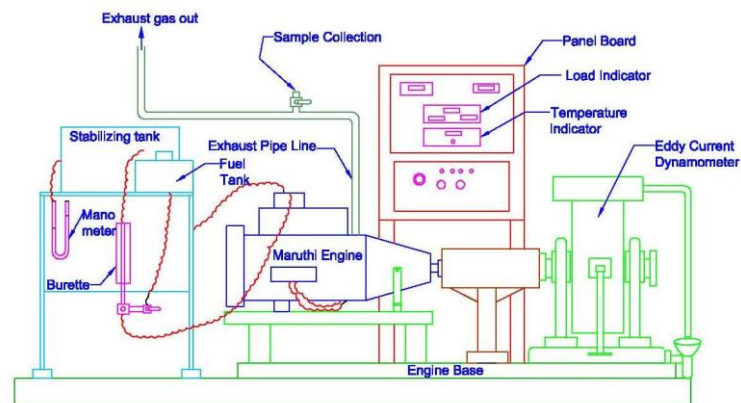 Exhaust gas out
Sample Collection
Panel Board
Load Indicator
Stabilizing tank
Temperature
Indicator
Exhaust Pipe Line
Fuel
Tank
Eddy Current
Dynamometer
Mano
meter
Maruthi Engine
Burette
Engine Base